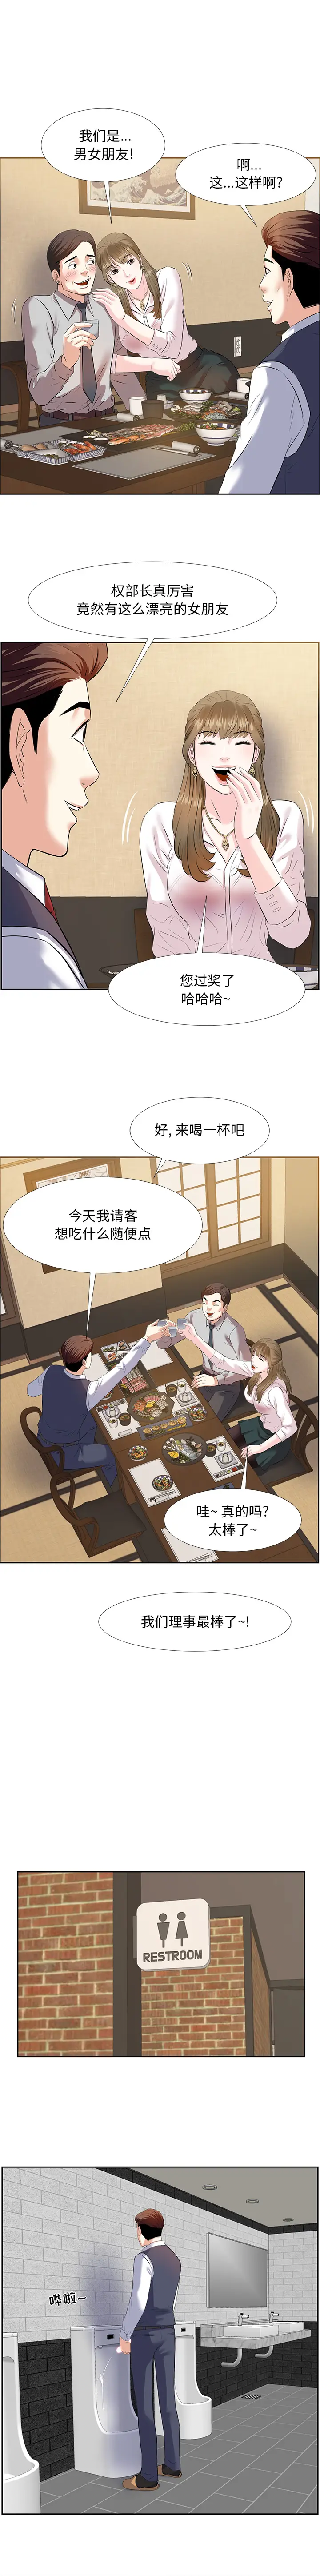 我们是...
男女朋友!
啊...
这...这样啊?
权部长真厉害
竟然有这么漂亮的女朋友
您过奖了
哈哈哈~
好, 来喝一杯吧
今天我请客
想吃什么随便点
哇~ 真的吗?
太棒了~
我们理事最棒了~!
RESTROOM
哗啦~